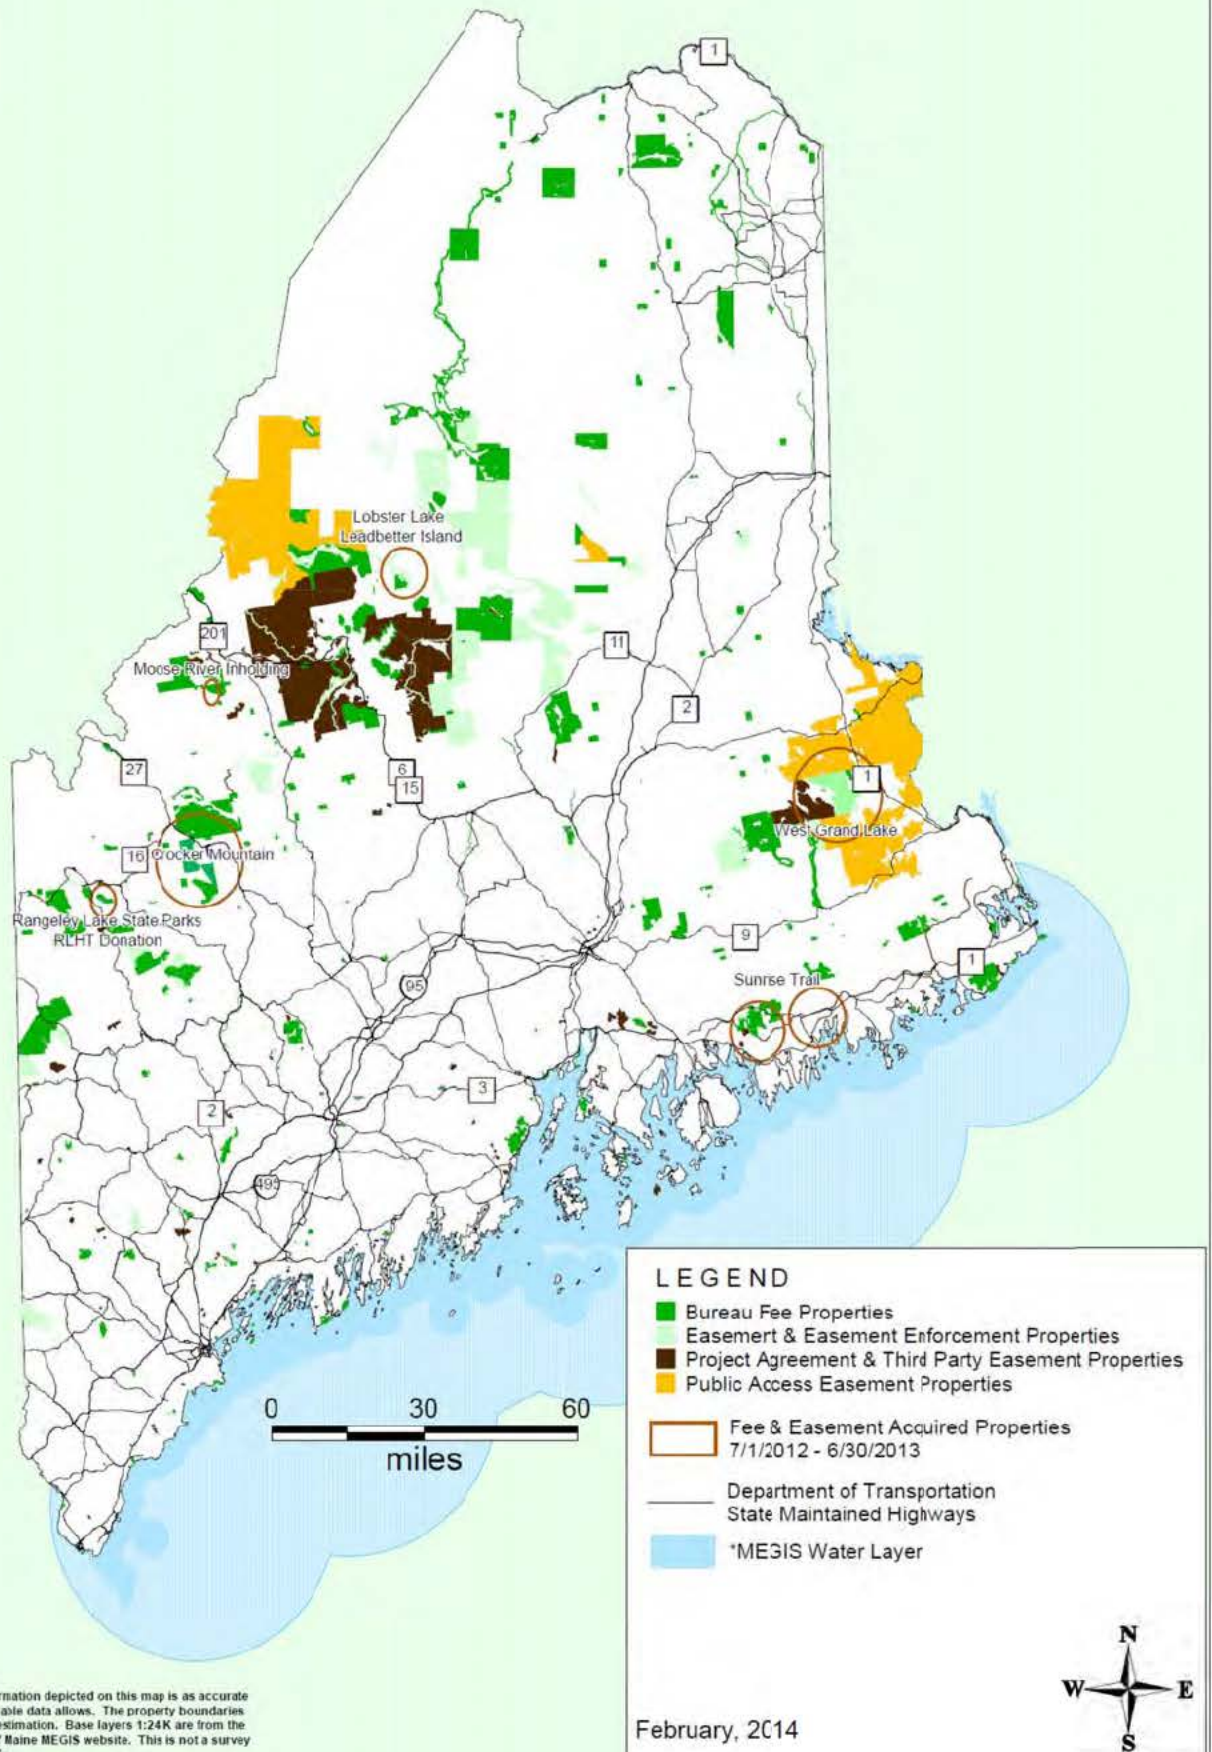 1
Lobster Lake
Leadbetter Island
201
11
Moose River Inholding
2
27
6
15
1
West Grand Lake
16
Crocker Mountain
Rangeley Lake State Parks
RLHT Donation
9
1
Sunrise Trail
95
3
2
495
LEGEND
Bureau Fee Properties
Easement & Easement Enforcement Properties
Project Agreement & Third Party Easement Properties
Public Access Easement Properties
Fee & Easement Acquired Properties
7/1/2012 - 6/30/2013
Department of Transportation
State Maintained Highways
*MEGIS Water Layer
0 30 60
miles
N
W E
S
February, 2014
rmation depicted on this map is as accurate
able data allows. The property boundaries
estimation. Base layers 1:24K are from the
Maine MEGIS website. This is not a survey